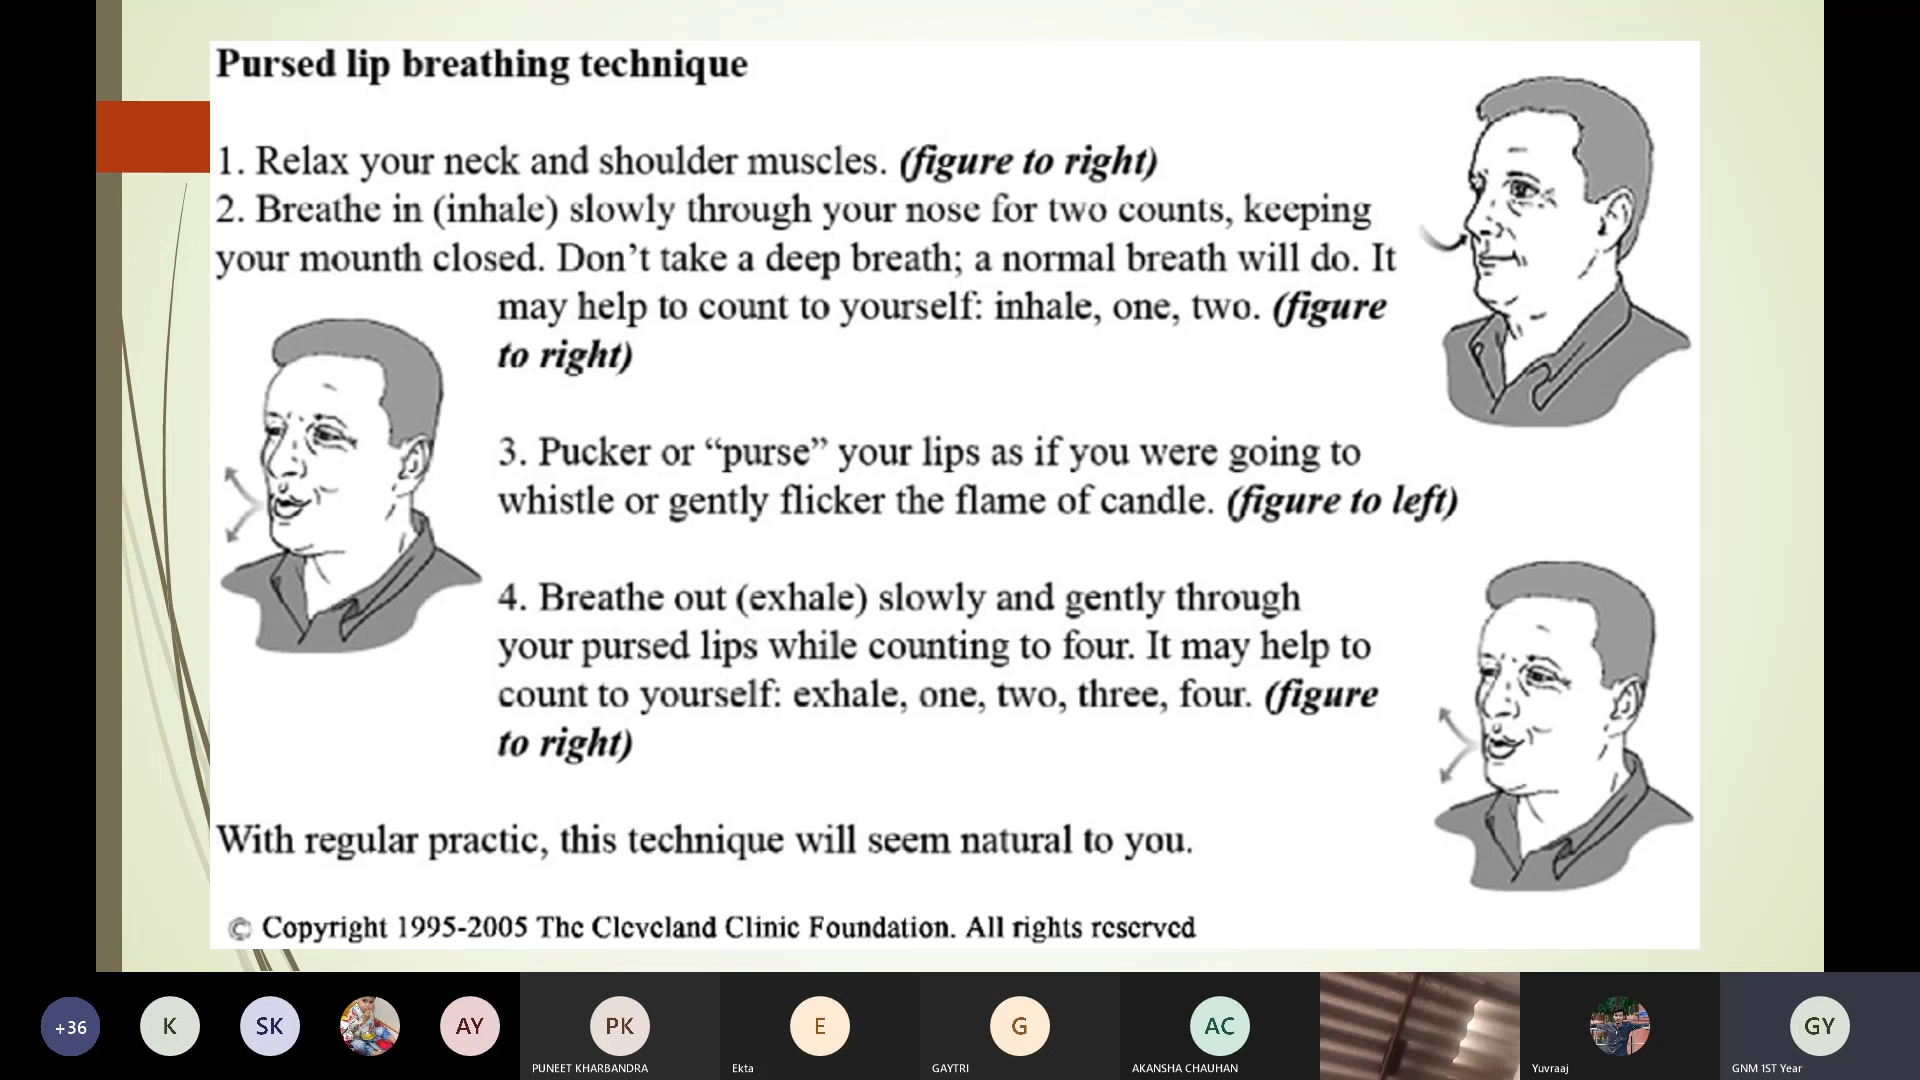 Pursed lip breathing technique
1. Relax your neck and shoulder muscles. (figure to right)
2. Breathe in (inhale) slowly through your nose for two counts, keeping
your mounth closed. Don’t take a deep breath; a normal breath will do. It
may help to count to yourself: inhale, one, two. (figure
to right)
3. Pucker or “purse” your lips as if you were going to
whistle or gently flicker the flame of candle. (figure to left)
4. Breathe out (exhale) slowly and gently through
your pursed lips while counting to four. It may help to
count to yourself: exhale, one, two, three, four. (figure
to right)
With regular practic, this technique will seem natural to you.
© Copyright 1995-2005 The Cleveland Clinic Foundation. All rights reserved
+36 K SK AY PK E G AC GY
PUNEET KHARBANDRA Ekta GAYTRI AKANSHA CHAUHAN Yuvraaj GNM 1ST Year